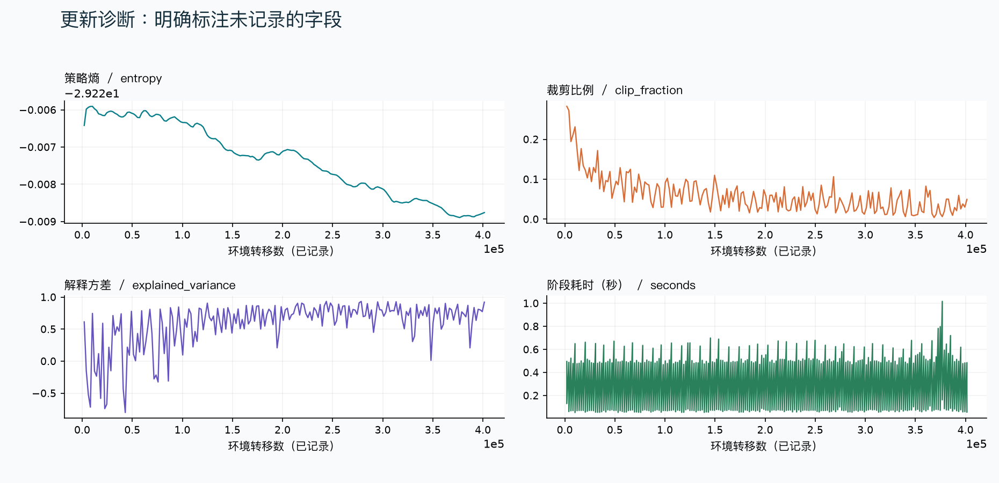 更新诊断：明确标注未记录的字段
策略熵 / entropy
−2.922e1
−0.006
−0.007
−0.008
−0.009
0.0 0.5 1.0 1.5 2.0 2.5 3.0 3.5 4.0
环境转移数（已记录）
1e5
裁剪比例 / clip_fraction
0.2
0.1
0.0
0.0 0.5 1.0 1.5 2.0 2.5 3.0 3.5 4.0
环境转移数（已记录）
1e5
解释方差 / explained_variance
1.0
0.5
0.0
−0.5
0.0 0.5 1.0 1.5 2.0 2.5 3.0 3.5 4.0
环境转移数（已记录）
1e5
阶段耗时（秒） / seconds
1.0
0.8
0.6
0.4
0.2
0.0 0.5 1.0 1.5 2.0 2.5 3.0 3.5 4.0
环境转移数（已记录）
1e5